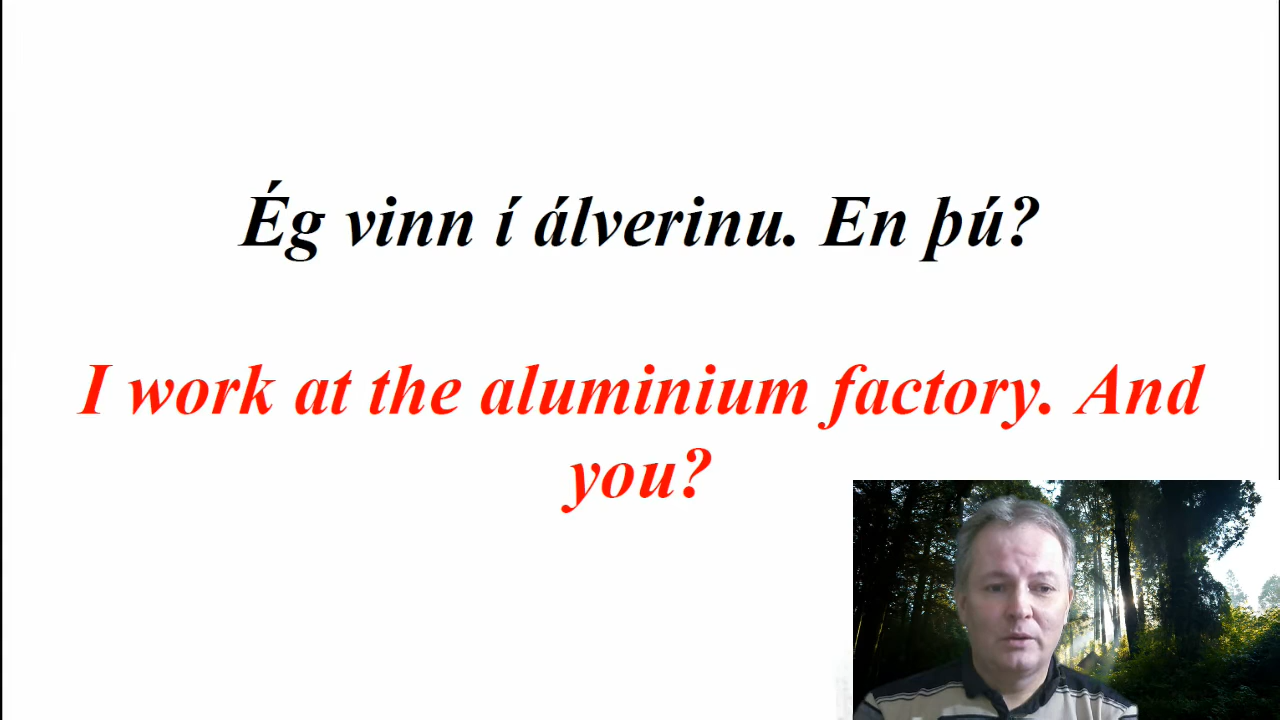 Ég vinn í álverinu. En þú?
I work at the aluminium factory. And
you?